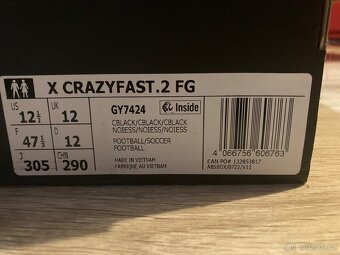 X CRAZYFAST.2 FG
US UK
12½ 12
GY7424
Inside
F D
47⅓ 12
CBLACK/CBLACK/CBLACK
NOIESS/NOIESS/NOIESS
FOOTBALL/SOCCER
FOOTBALL
J CHN
305 290
MADE IN VIETNAM
FABRIQUE AU VIETNAM
4 066756 606763